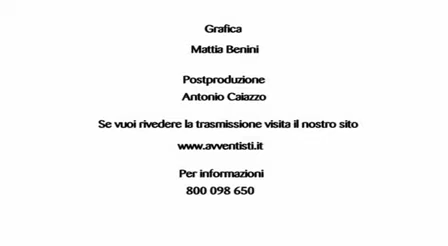 Grafica
Mattia Benini
Postproduzione
Antonio Caiazzo
Se vuoi rivedere la trasmissione visita il nostro sito
www.avventisti.it
Per informazioni
800 098 650